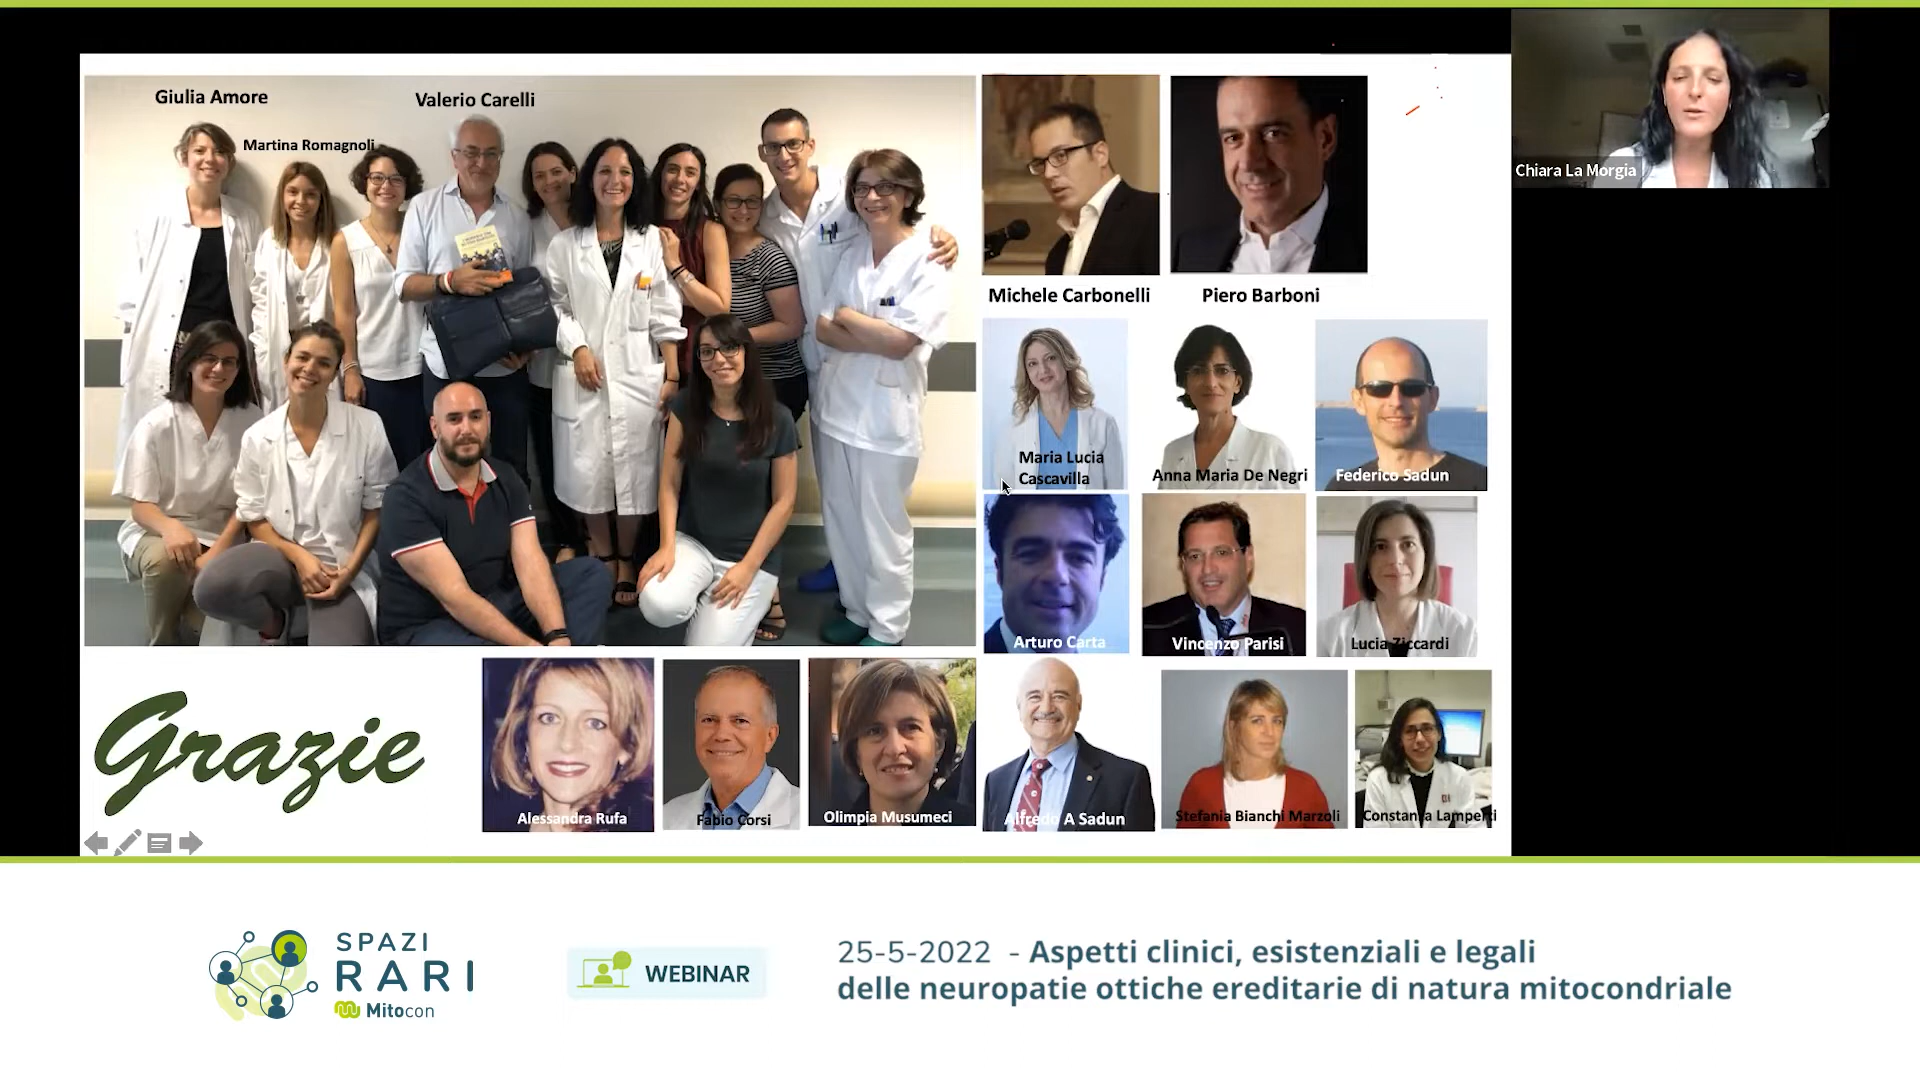 Giulia Amore
Valerio Carelli
Martina Romagnoli
Chiara La Morgia
Michele Carbonelli
Piero Barboni
Maria Lucia
Cascavilla
Anna Maria De Negri
Federico Sadun
Arturo Carta
Vincenzo Parisi
Lucia Ziccardi
Grazie
Alessandra Rufa
Fabio Corsi
Olimpia Musumeci
Alfredo A Sadun
Stefania Bianchi Marzoli
Constanza Lamperti
SPAZI
RARI
Mitocon
WEBINAR
25-5-2022 - Aspetti clinici, esistenziali e legali
delle neuropatie ottiche ereditarie di natura mitocondriale